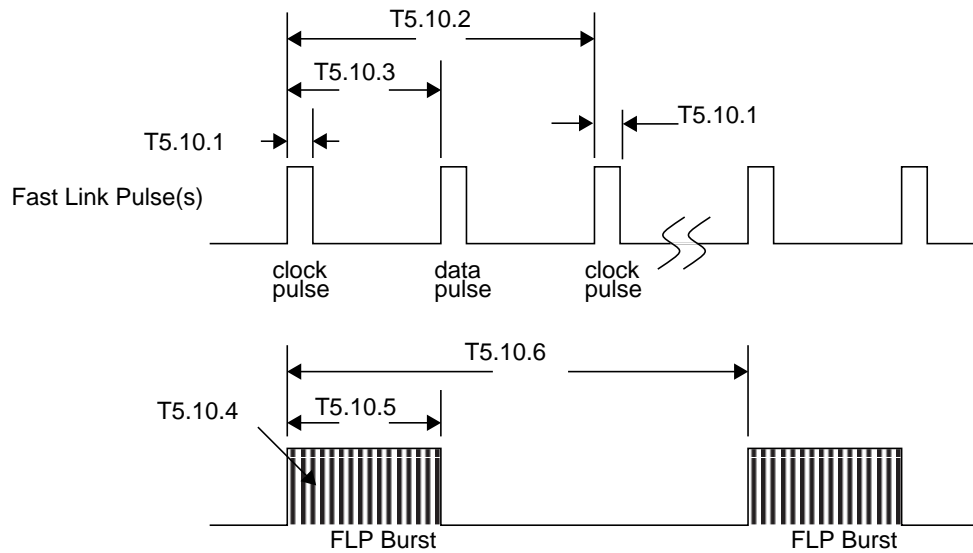 T5.10.2
T5.10.3
T5.10.1
T5.10.1
Fast Link Pulse(s)
clock
pulse
data
pulse
clock
pulse
T5.10.6
T5.10.4
T5.10.5
FLP Burst
FLP Burst